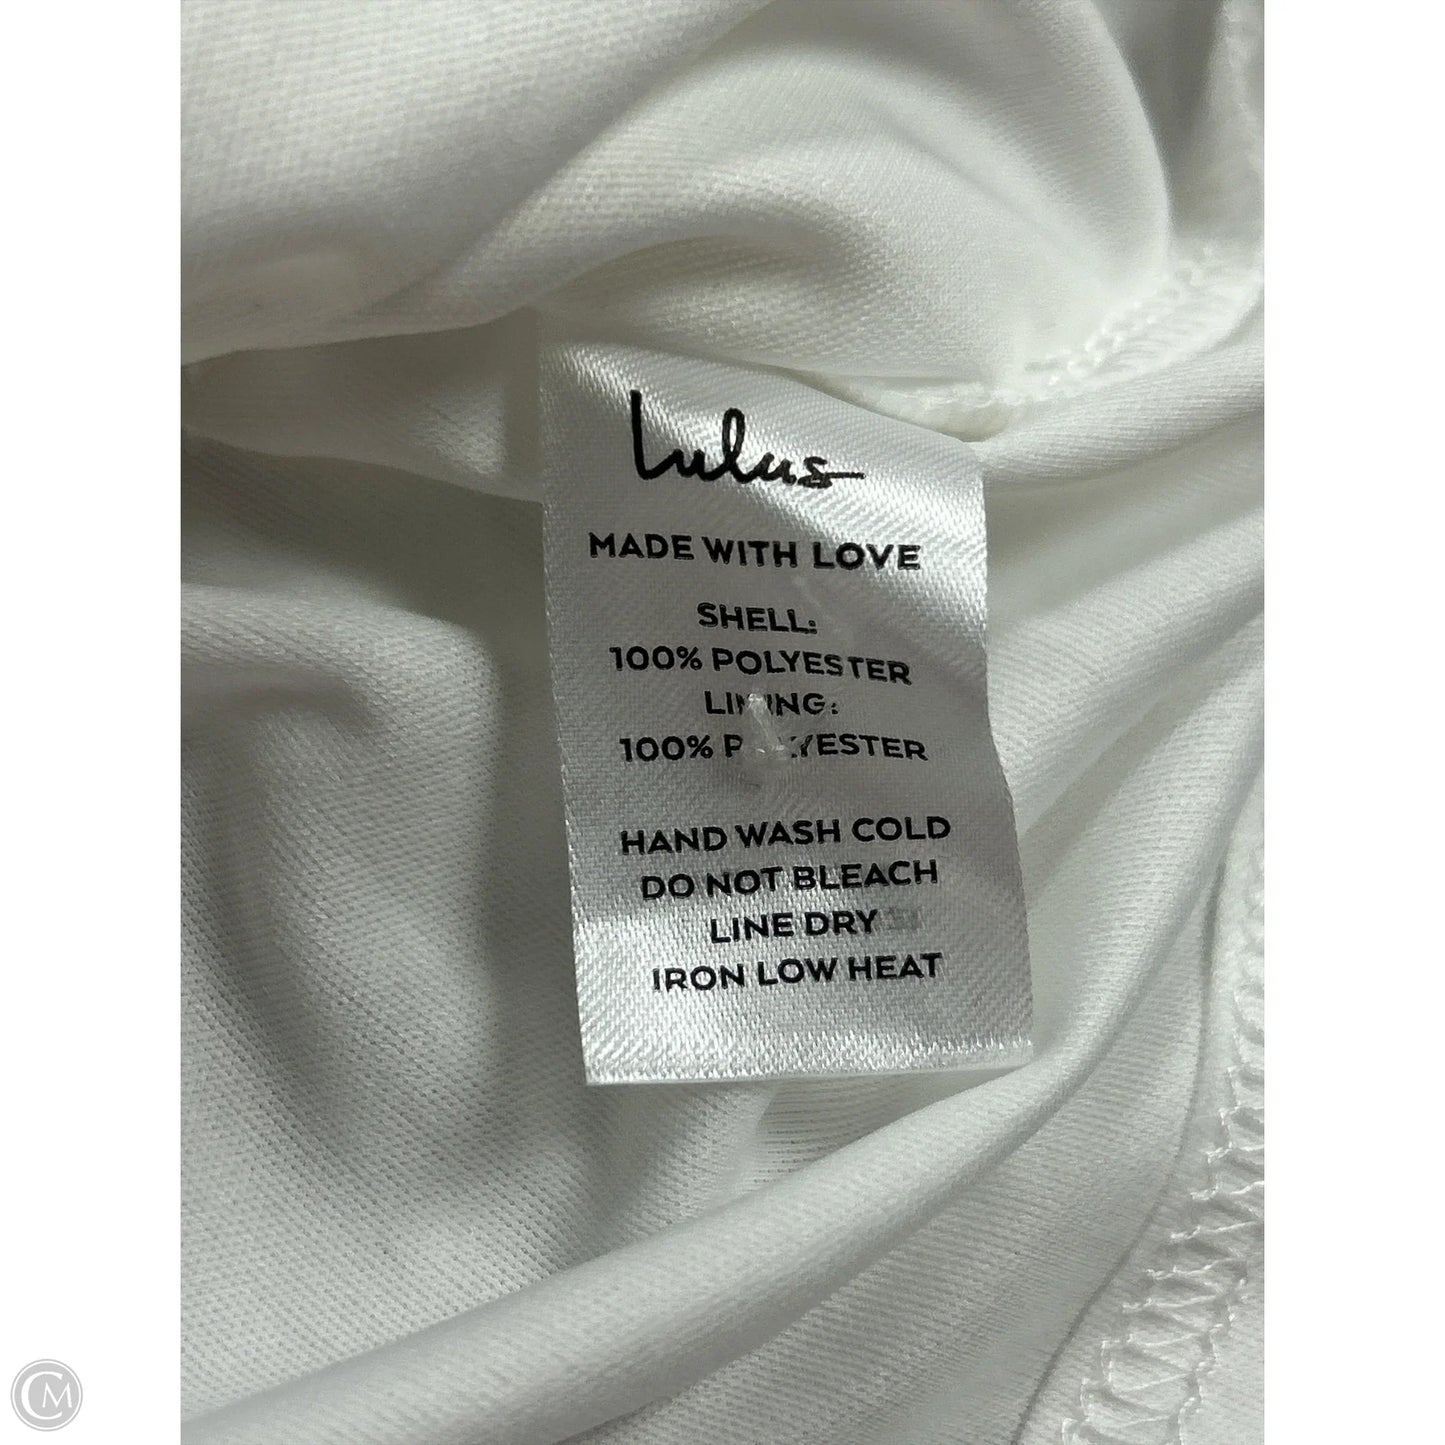 Lulus
MADE WITH LOVE
SHELL:
100% POLYESTER
LINING:
100% POLYESTER
HAND WASH COLD
DO NOT BLEACH
LINE DRY
IRON LOW HEAT
CM